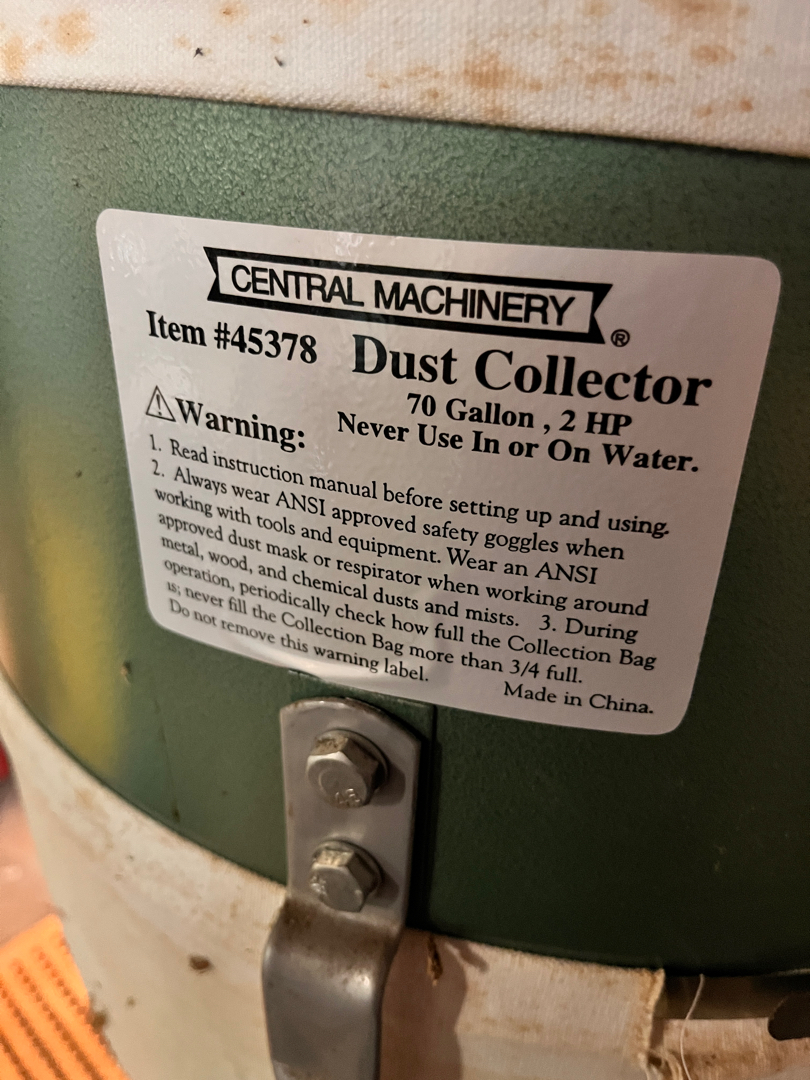 CENTRAL MACHINERY ®
Item #45378 Dust Collector
70 Gallon , 2 HP
⚠Warning: Never Use In or On Water.
1. Read instruction manual before setting up and using.
2. Always wear ANSI approved safety goggles when
working with tools and equipment. Wear an ANSI
approved dust mask or respirator when working around
metal, wood, and chemical dusts and mists. 3. During
operation, periodically check how full the Collection Bag
is; never fill the Collection Bag more than 3/4 full.
Do not remove this warning label.
Made in China.